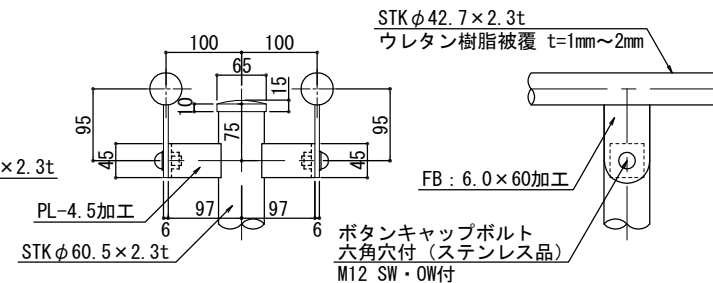 STKφ42.7×2.3t
ウレタン樹脂被覆 t=1mm～2mm
100
100
65
15
10
95
75
95
45
45
×2.3t
PL-4.5加工
97
97
6
6
STKφ60.5×2.3t
FB：6.0×60加工
ボタンキャップボルト
六角穴付（ステンレス品）
M12 SW・OW付